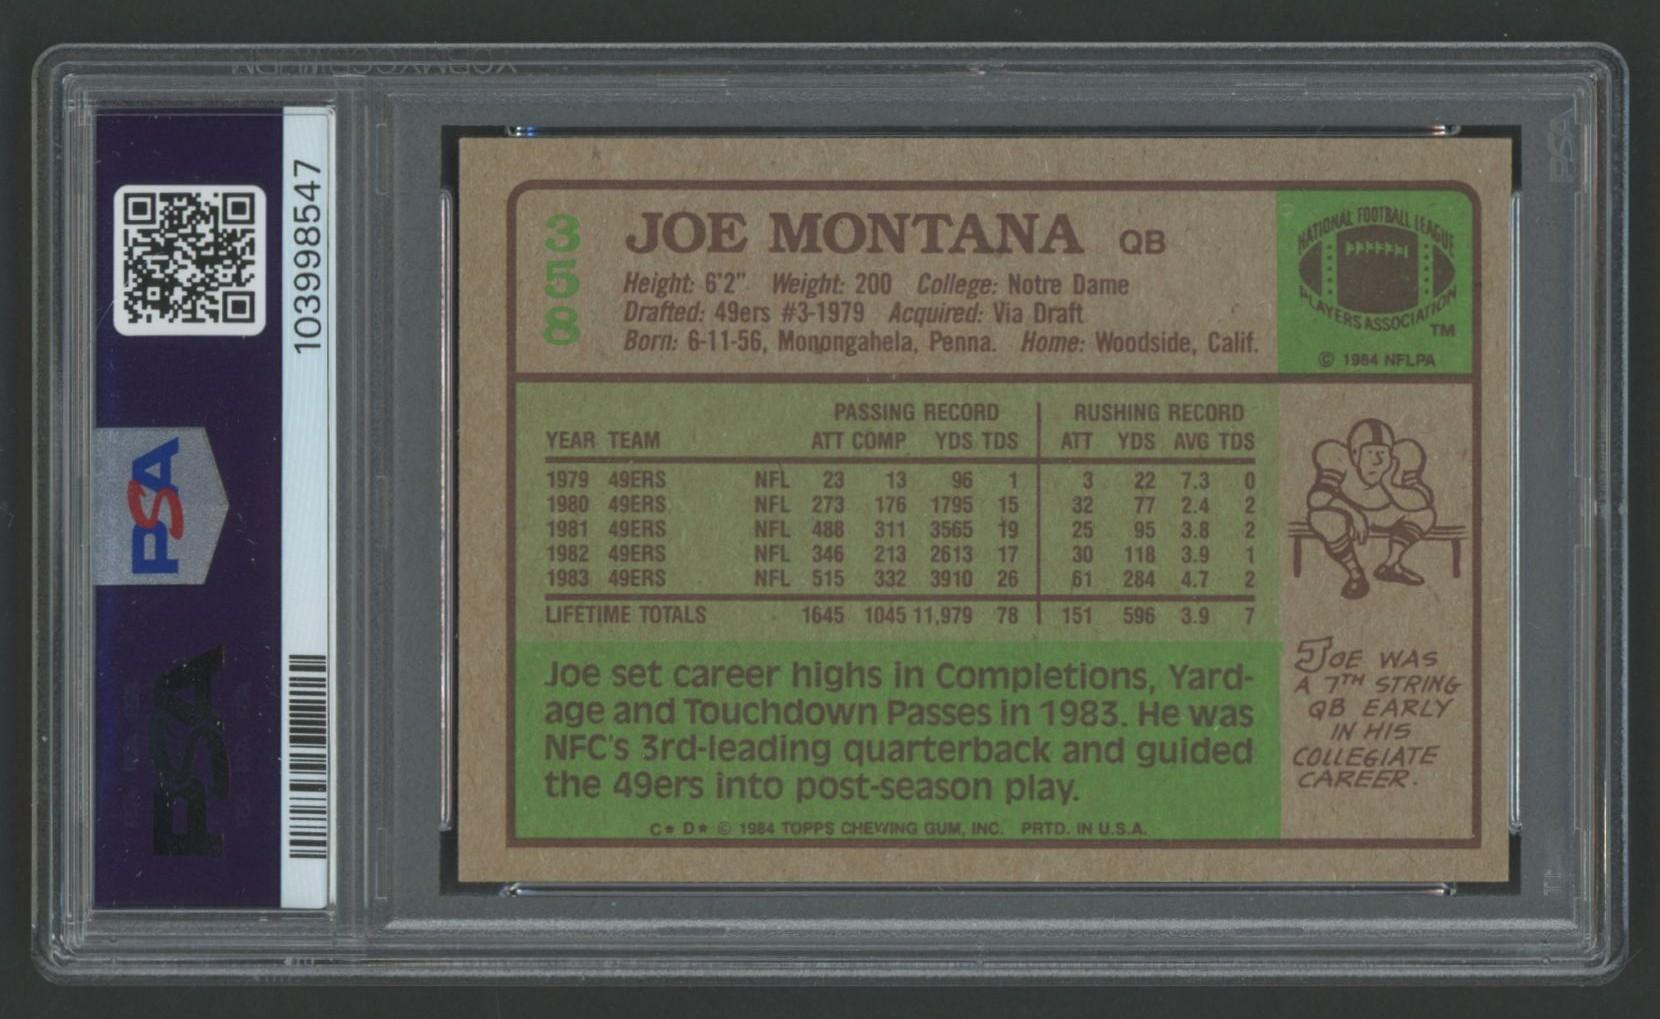 103998547
PSA
PSA
358
JOE MONTANA QB
Height: 6'2" Weight: 200 College: Notre Dame
Drafted: 49ers #3-1979 Acquired: Via Draft
Born: 6-11-56, Monongahela, Penna. Home: Woodside, Calif.
NATIONAL FOOTBALL LEAGUE
PLAYERS ASSOCIATION
TM
© 1984 NFLPA
PASSING RECORD RUSHING RECORD
YEAR TEAM ATT COMP YDS TDS ATT YDS AVG TDS
1979 49ERS NFL 23 13 96 1 3 22 7.3 0
1980 49ERS NFL 273 176 1795 15 32 77 2.4 2
1981 49ERS NFL 488 311 3565 19 25 95 3.8 2
1982 49ERS NFL 346 213 2613 17 30 118 3.9 1
1983 49ERS NFL 515 332 3910 26 61 284 4.7 2
LIFETIME TOTALS 1645 1045 11,979 78 151 596 3.9 7
Joe set career highs in Completions, Yard-
age and Touchdown Passes in 1983. He was
NFC's 3rd-leading quarterback and guided
the 49ers into post-season play.
C* D* © 1984 TOPPS CHEWING GUM, INC. PRTD. IN U.S.A.
JOE WAS
A 7TH STRING
QB EARLY
IN HIS
COLLEGIATE
CAREER.
PSA